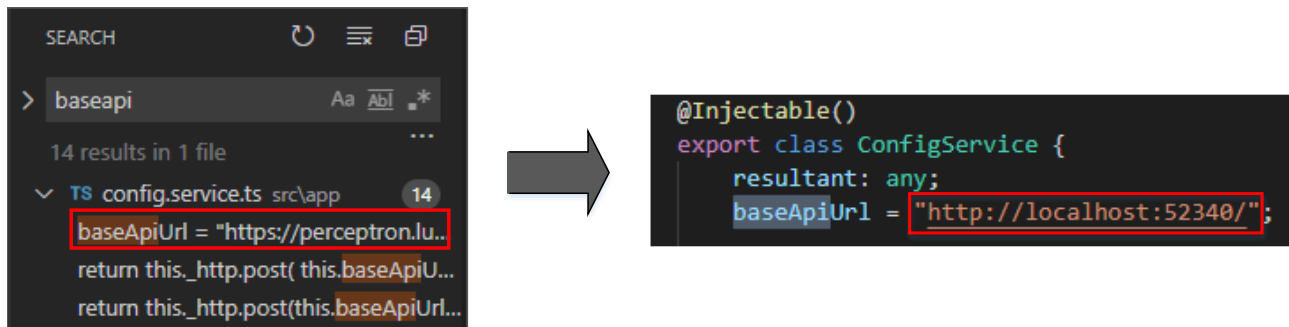 SEARCH
baseapi
Aa Abl .*
...
14 results in 1 file
TS config.service.ts src\app 14
baseApiUrl = "https://perceptron.lu...
return this._http.post( this.baseApiU...
return this._http.post(this.baseApiUrl...
@Injectable()
export class ConfigService {
resultant: any;
baseApiUrl = "http://localhost:52340/";